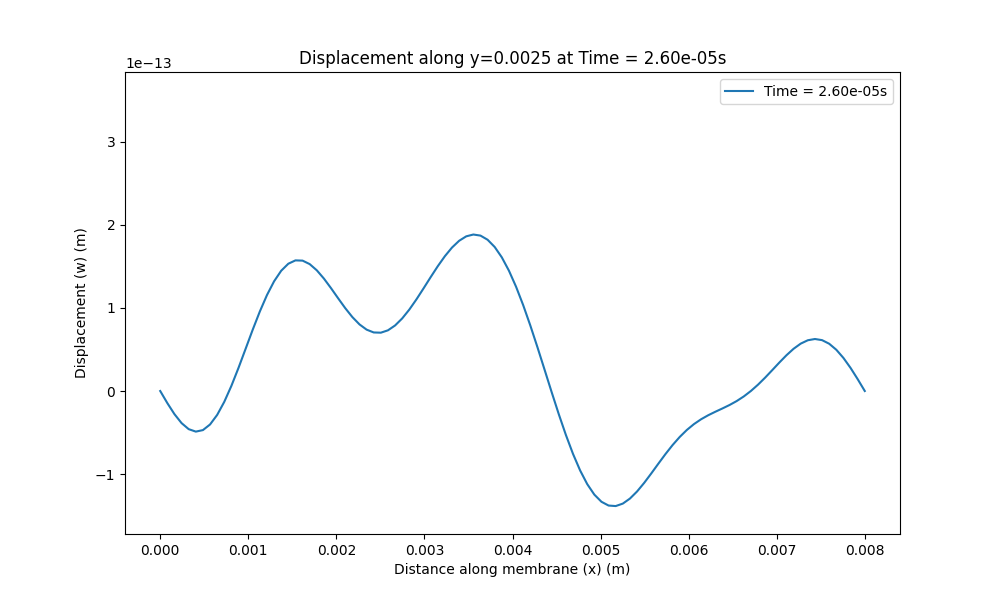 Displacement along y=0.0025 at Time = 2.60e-05s
1e−13
Time = 2.60e-05s
3
2
1
0
−1
Displacement (w) (m)
0.000 0.001 0.002 0.003 0.004 0.005 0.006 0.007 0.008
Distance along membrane (x) (m)